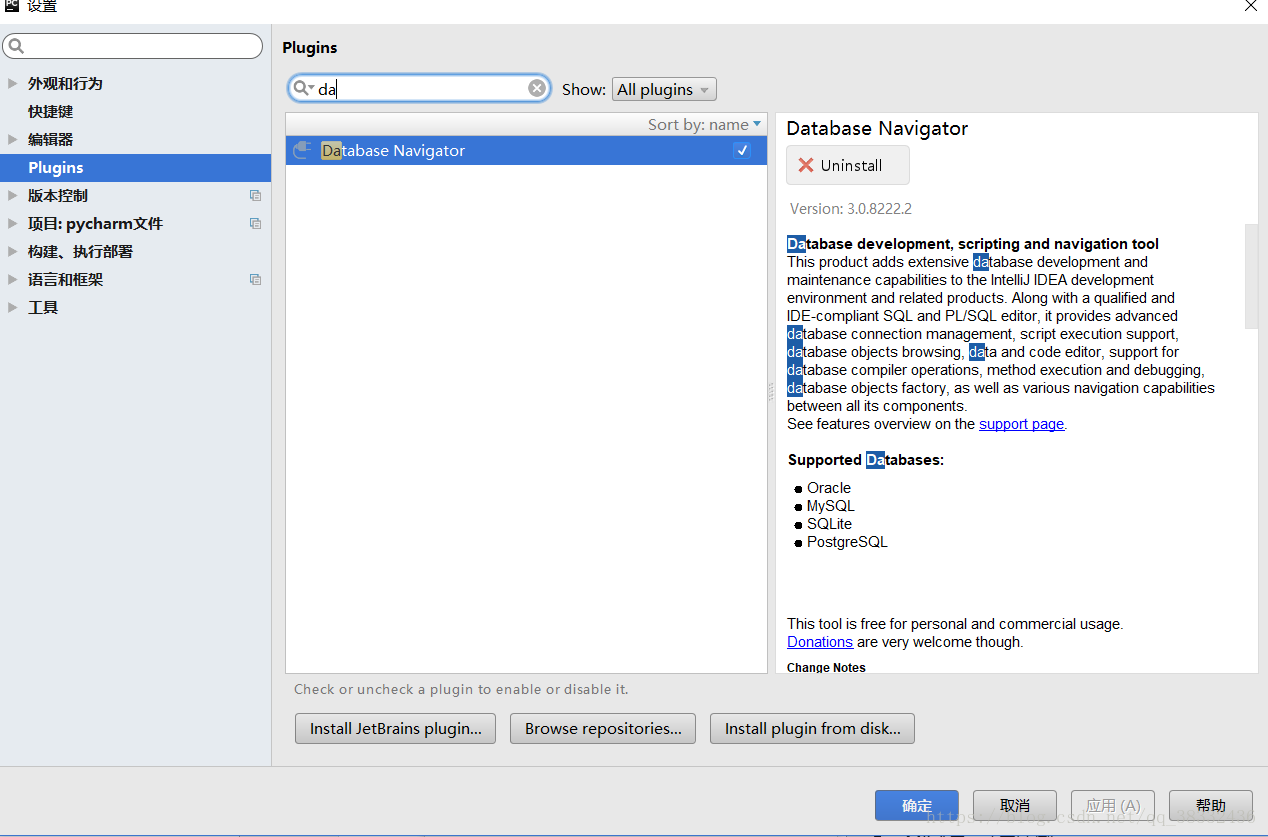 PC 设置
Plugins
外观和行为
快捷键
编辑器
Plugins
版本控制
项目: pycharm文件
构建、执行部署
语言和框架
工具
da
Show: All plugins
Sort by: name
Database Navigator
Database Navigator
Uninstall
Version: 3.0.8222.2
Database development, scripting and navigation tool
This product adds extensive database development and
maintenance capabilities to the IntelliJ IDEA development
environment and related products. Along with a qualified and
IDE-compliant SQL and PL/SQL editor, it provides advanced
database connection management, script execution support,
database objects browsing, data and code editor, support for
database compiler operations, method execution and debugging,
database objects factory, as well as various navigation capabilities
between all its components.
See features overview on the support page.
Supported Databases:
Oracle
MySQL
SQLite
PostgreSQL
This tool is free for personal and commercial usage.
Donations are very welcome though.
Change Notes
Check or uncheck a plugin to enable or disable it.
Install JetBrains plugin...
Browse repositories...
Install plugin from disk...
确定
取消
应用 (A)
帮助